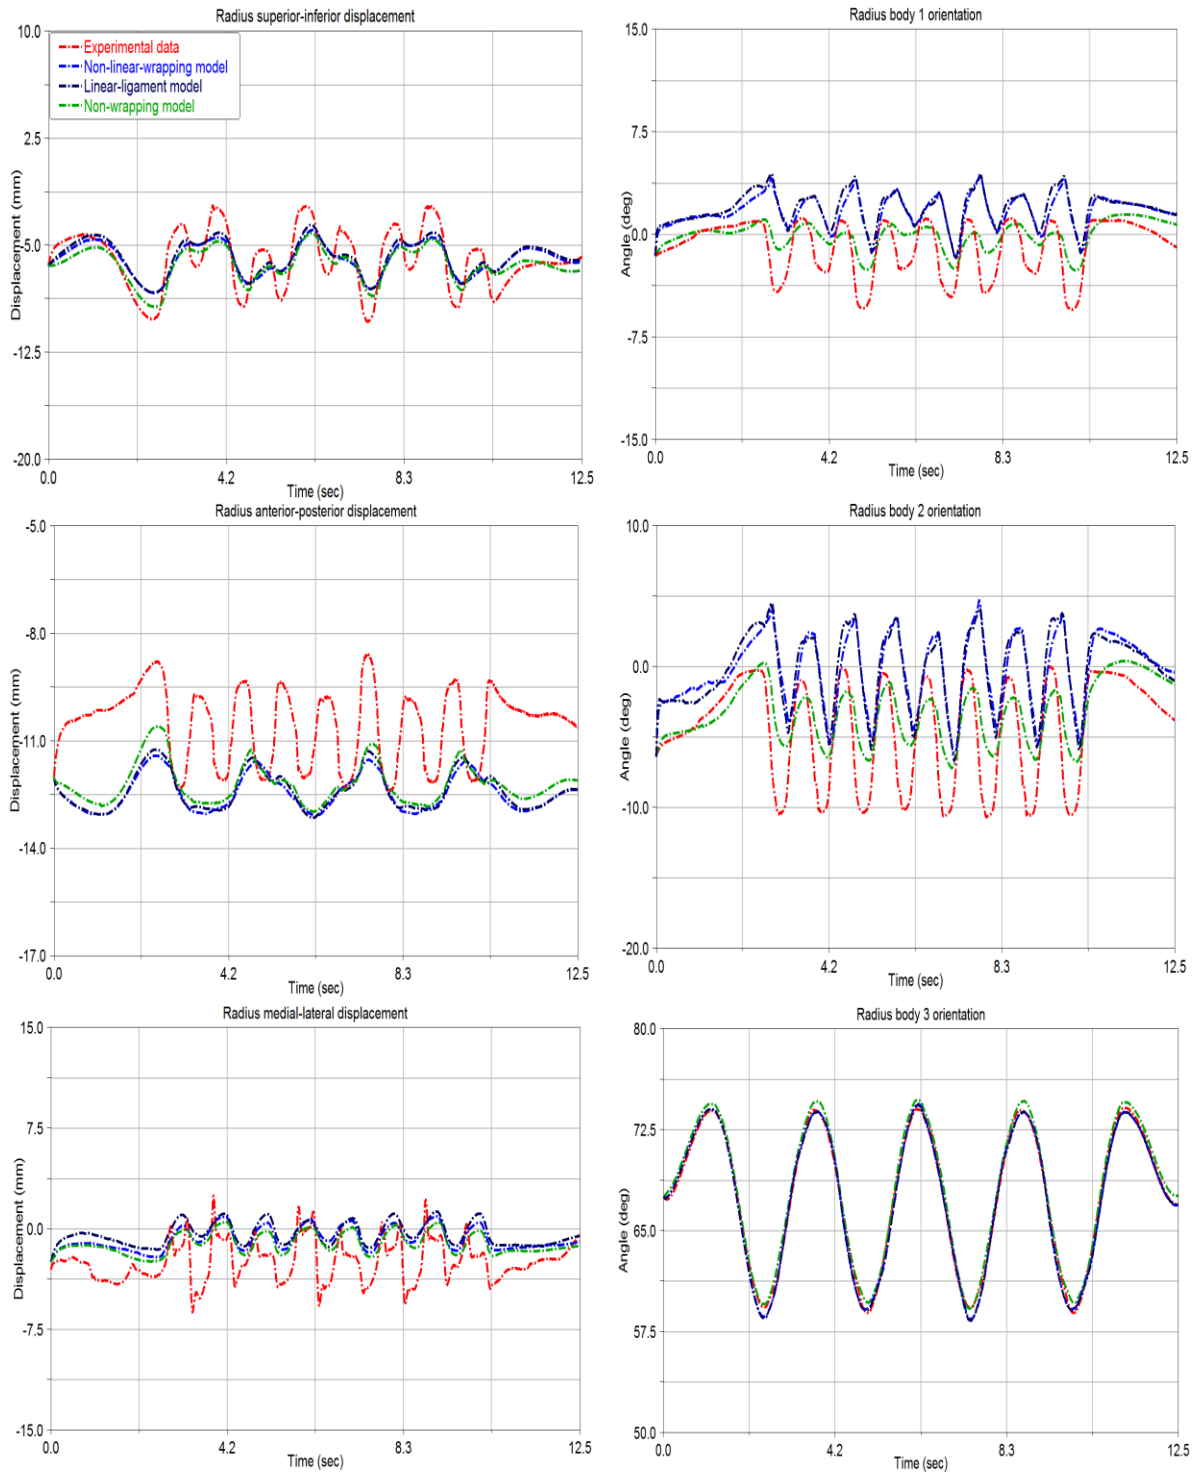 Radius superior-inferior displacement
10.0
2.5
-5.0
-12.5
-20.0
Displacement (mm)
Experimental data
Non-linear-wrapping model
Linear-ligament model
Non-wrapping model
0.0 4.2 8.3 12.5
Time (sec)
Radius body 1 orientation
15.0
7.5
0.0
-7.5
-15.0
Angle (deg)
0.0 4.2 8.3 12.5
Time (sec)
Radius anterior-posterior displacement
-5.0
-8.0
-11.0
-14.0
-17.0
Displacement (mm)
0.0 4.2 8.3 12.5
Time (sec)
Radius body 2 orientation
10.0
5.0
0.0
-5.0
-10.0
-20.0
Angle (deg)
0.0 4.2 8.3 12.5
Time (sec)
Radius medial-lateral displacement
15.0
7.5
0.0
-7.5
-15.0
Displacement (mm)
0.0 4.2 8.3 12.5
Time (sec)
Radius body 3 orientation
80.0
72.5
65.0
57.5
50.0
Angle (deg)
0.0 4.2 8.3 12.5
Time (sec)